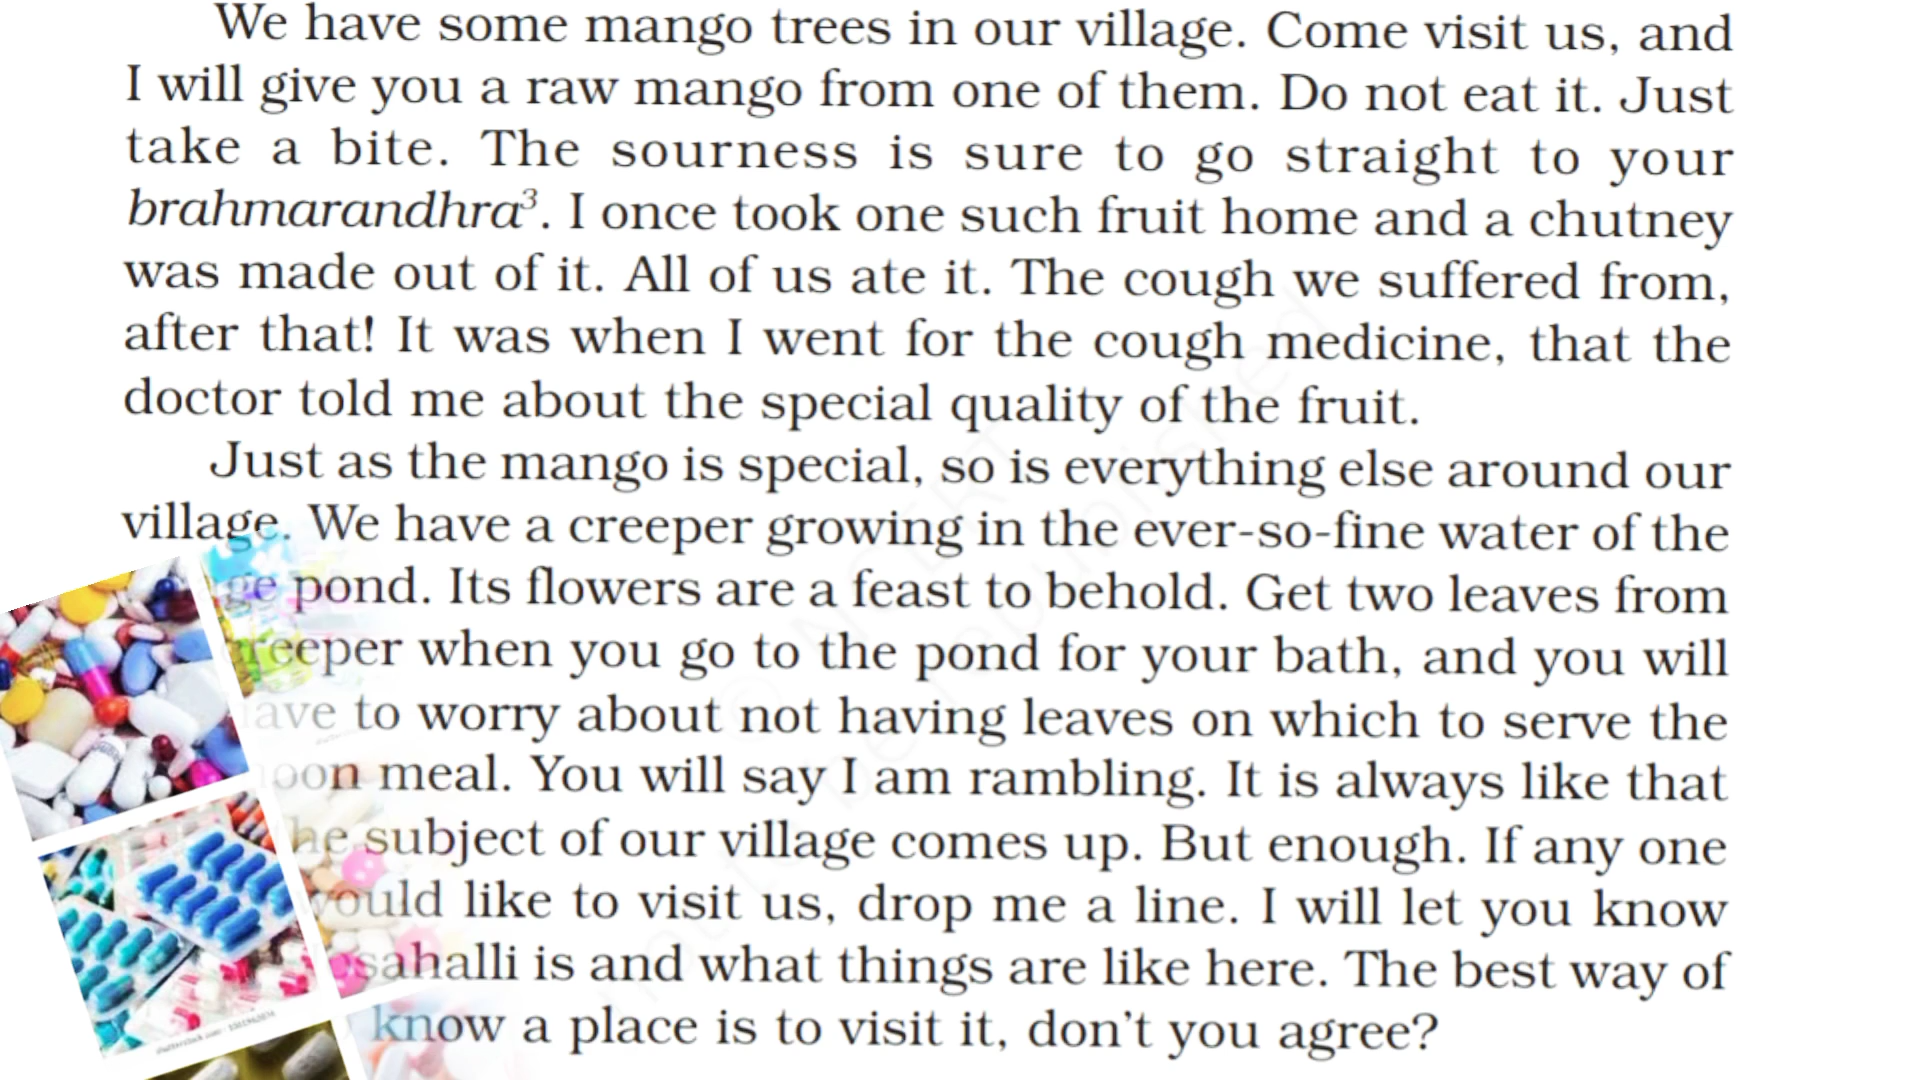 We have some mango trees in our village. Come visit us, and
I will give you a raw mango from one of them. Do not eat it. Just
take a bite. The sourness is sure to go straight to your
brahmarandhra³. I once took one such fruit home and a chutney
was made out of it. All of us ate it. The cough we suffered from,
after that! It was when I went for the cough medicine, that the
doctor told me about the special quality of the fruit.
Just as the mango is special, so is everything else around our
village. We have a creeper growing in the ever-so-fine water of the
pond. Its flowers are a feast to behold. Get two leaves from
creeper when you go to the pond for your bath, and you will
to worry about not having leaves on which to serve the
meal. You will say I am rambling. It is always like that
subject of our village comes up. But enough. If any one
would like to visit us, drop me a line. I will let you know
is and what things are like here. The best way of
know a place is to visit it, don't you agree?
© NCERT
not to be republished